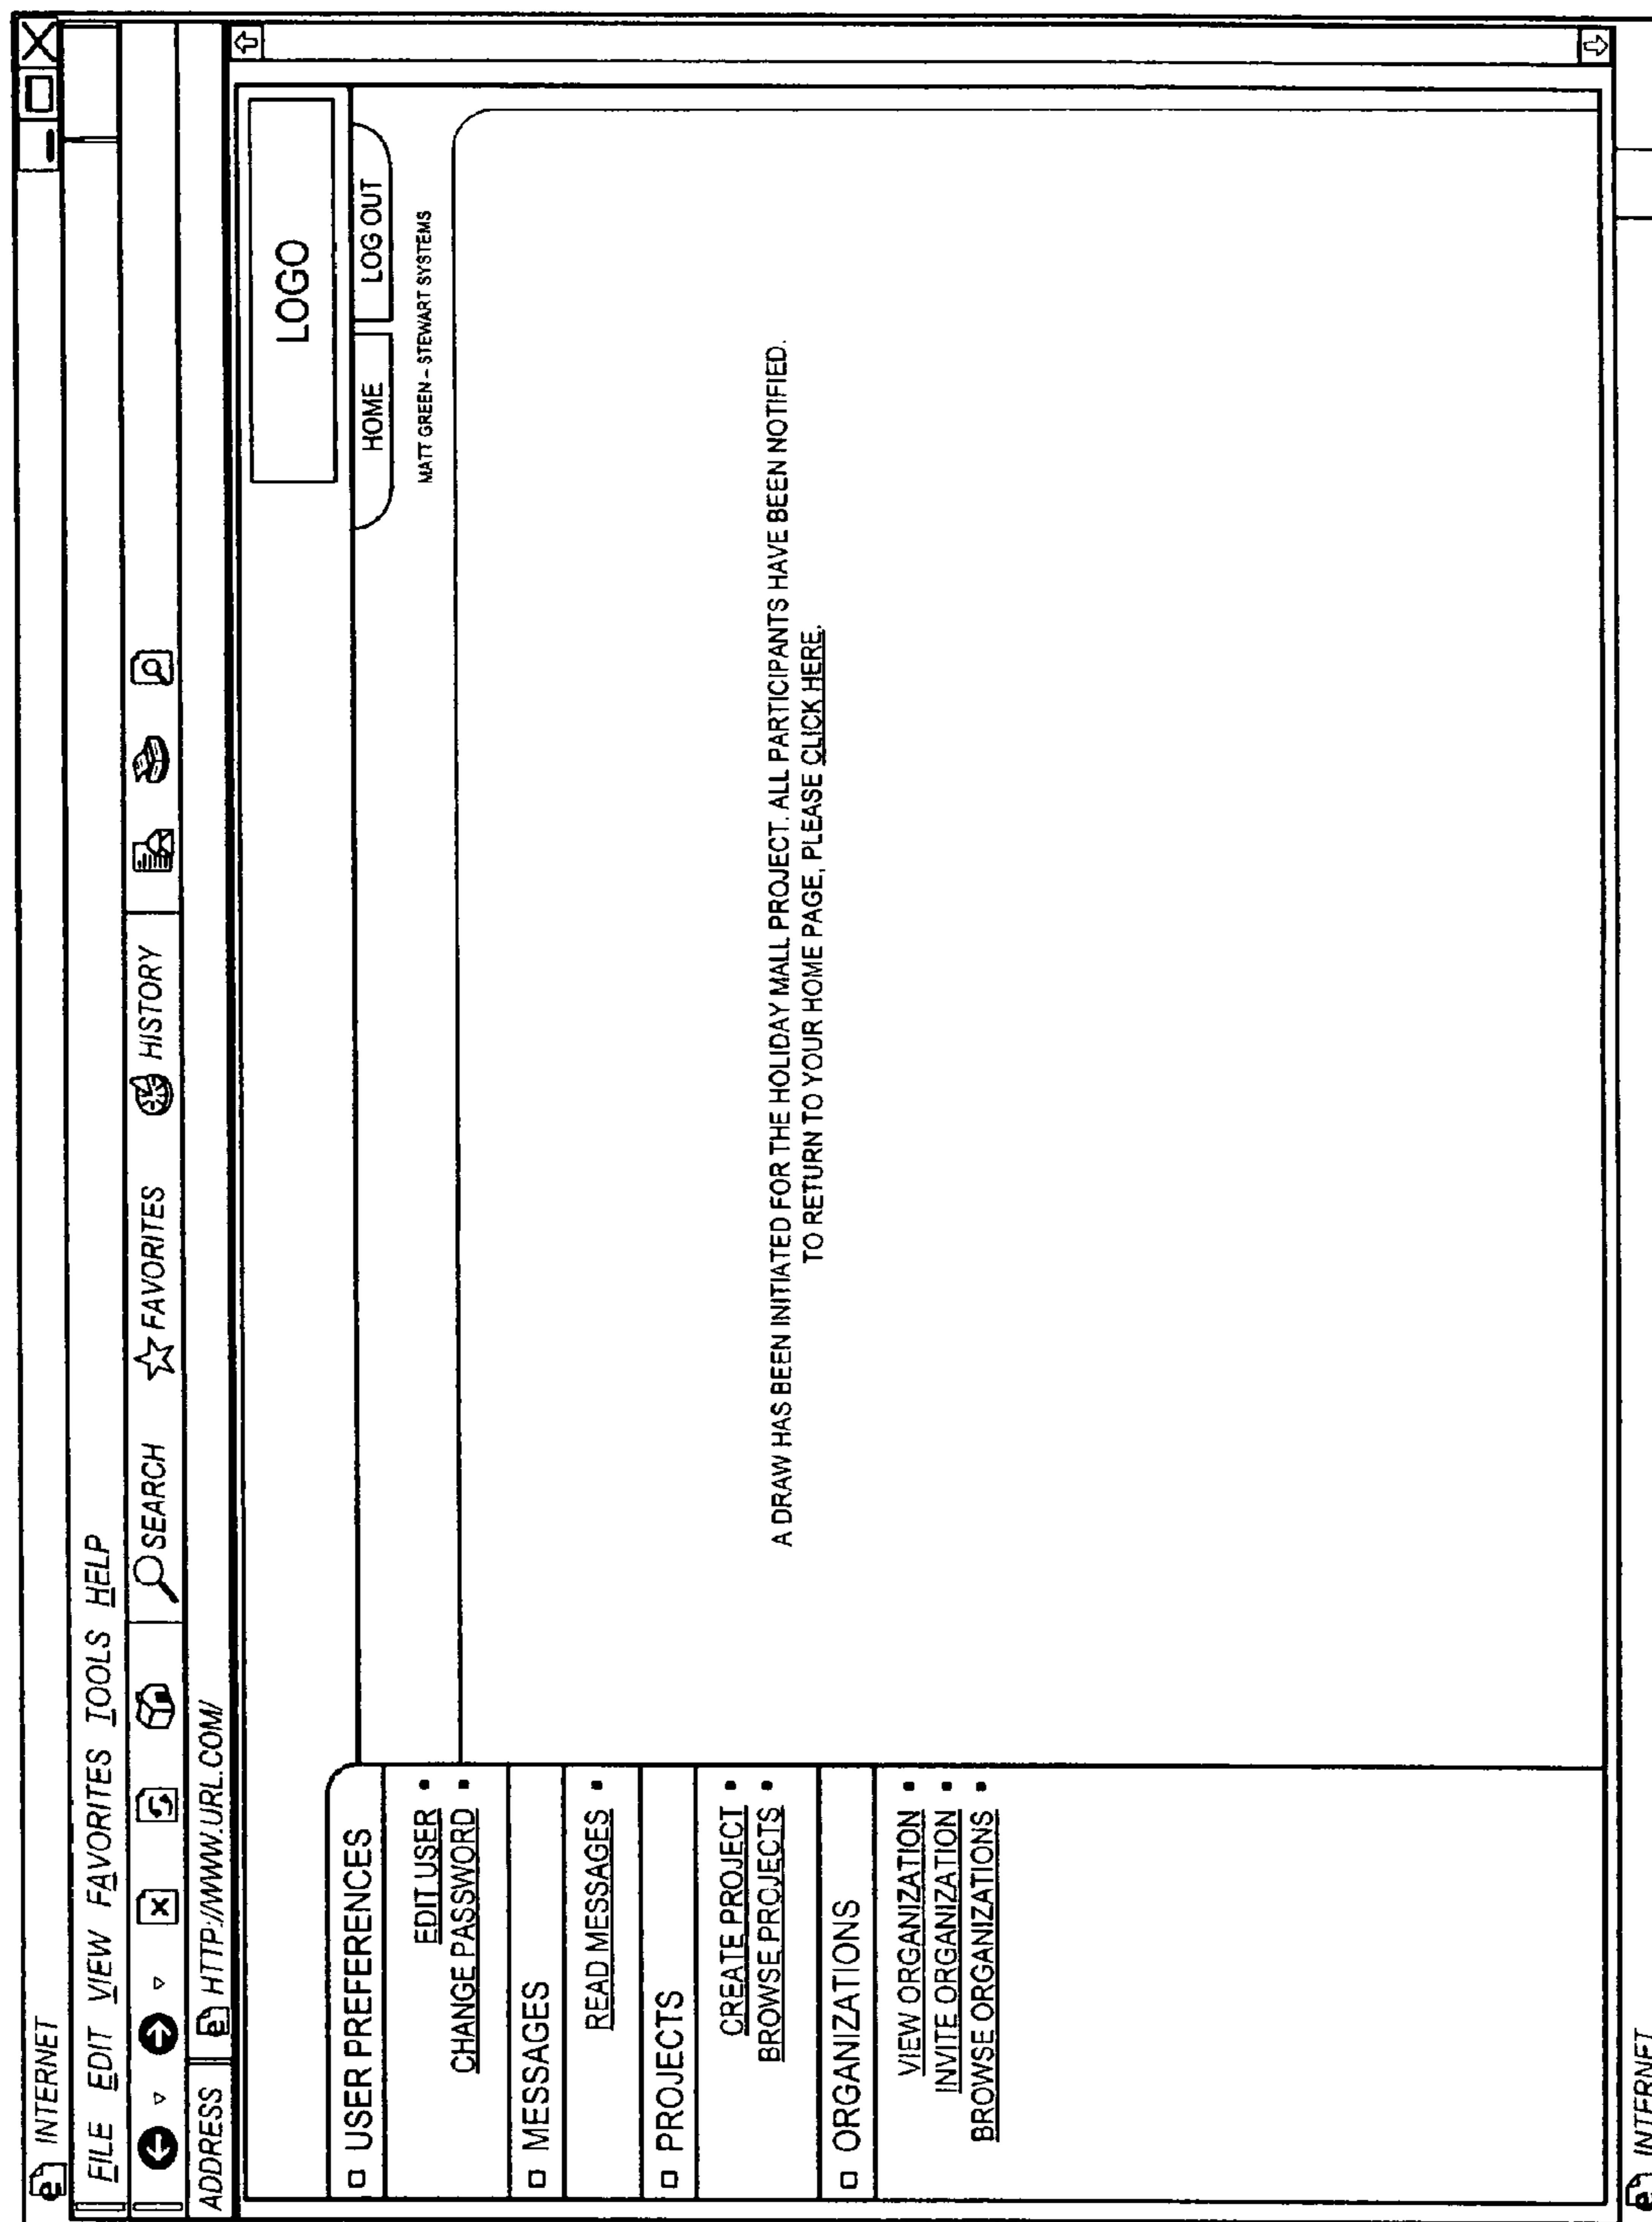 INTERNET
FILE EDIT VIEW FAVORITES TOOLS HELP
SEARCH FAVORITES HISTORY
ADDRESS HTTP://WWW.URL.COM/
LOGO
HOME LOG OUT
MATT GREEN – STEWART SYSTEMS
USER PREFERENCES
EDIT USER
CHANGE PASSWORD
MESSAGES
READ MESSAGES
PROJECTS
CREATE PROJECT
BROWSE PROJECTS
ORGANIZATIONS
VIEW ORGANIZATION
INVITE ORGANIZATION
BROWSE ORGANIZATIONS
A DRAW HAS BEEN INITIATED FOR THE HOLIDAY MALL PROJECT. ALL PARTICIPANTS HAVE BEEN NOTIFIED.
TO RETURN TO YOUR HOME PAGE, PLEASE CLICK HERE.
INTERNET